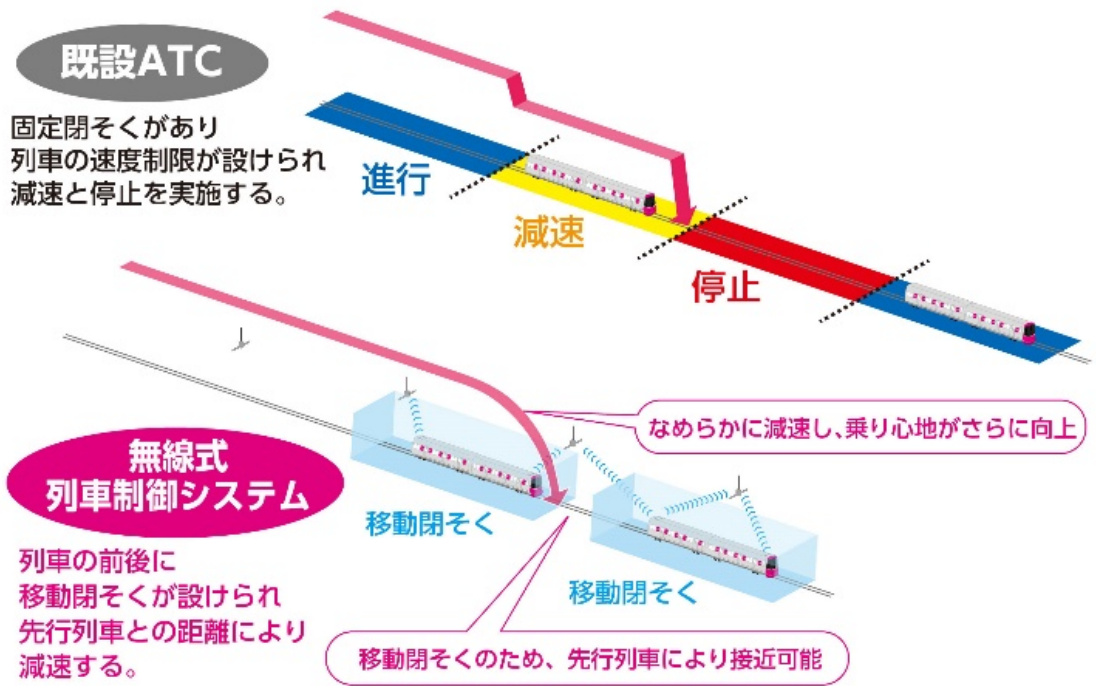 既設ATC
固定閉そくがあり
列車の速度制限が設けられ
減速と停止を実施する。
進行
減速
停止
なめらかに減速し、乗り心地がさらに向上
無線式
列車制御システム
移動閉そく
列車の前後に
移動閉そくが設けられ
先行列車との距離により
減速する。
移動閉そく
移動閉そくのため、先行列車により接近可能